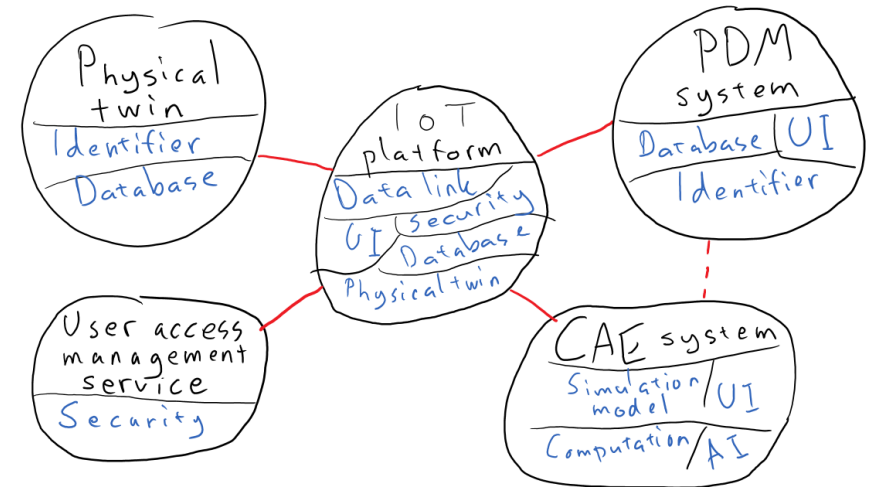 Physical
twin
Identifier
Database
IoT
platform
Data link
Security
UI
Database
Physical twin
PDM
system
Database
UI
Identifier
User access
management
service
Security
CAE system
Simulation
model
UI
Computation
AI